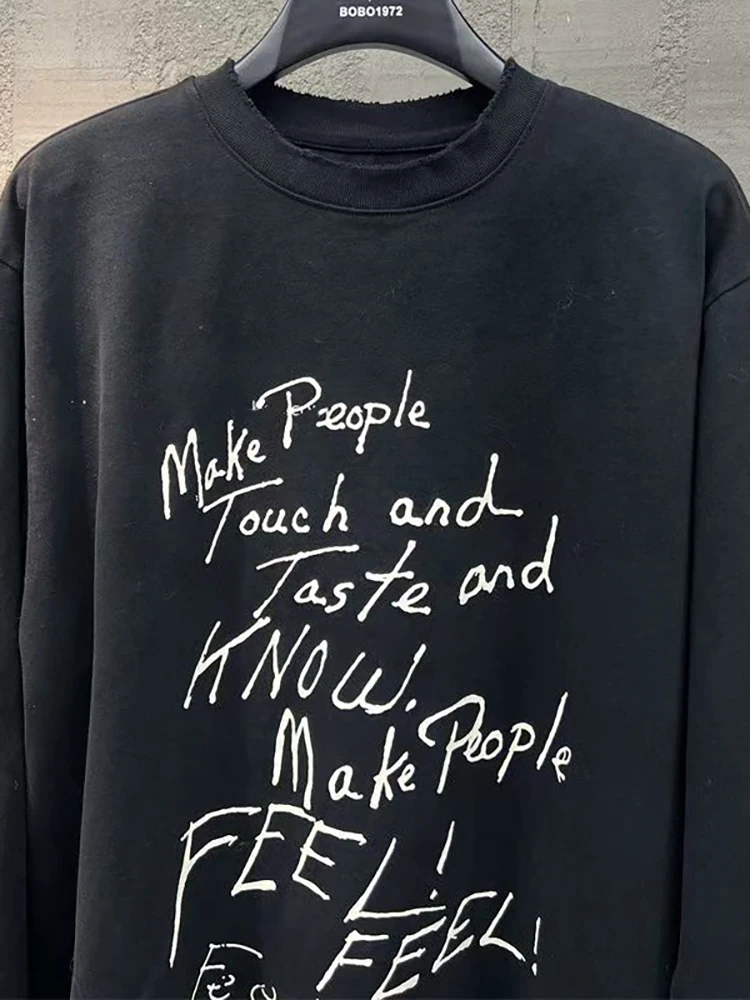 BOBO1972
Make People
Touch and
Taste and
KNOW.
Make People
FEEL!
FEEL!